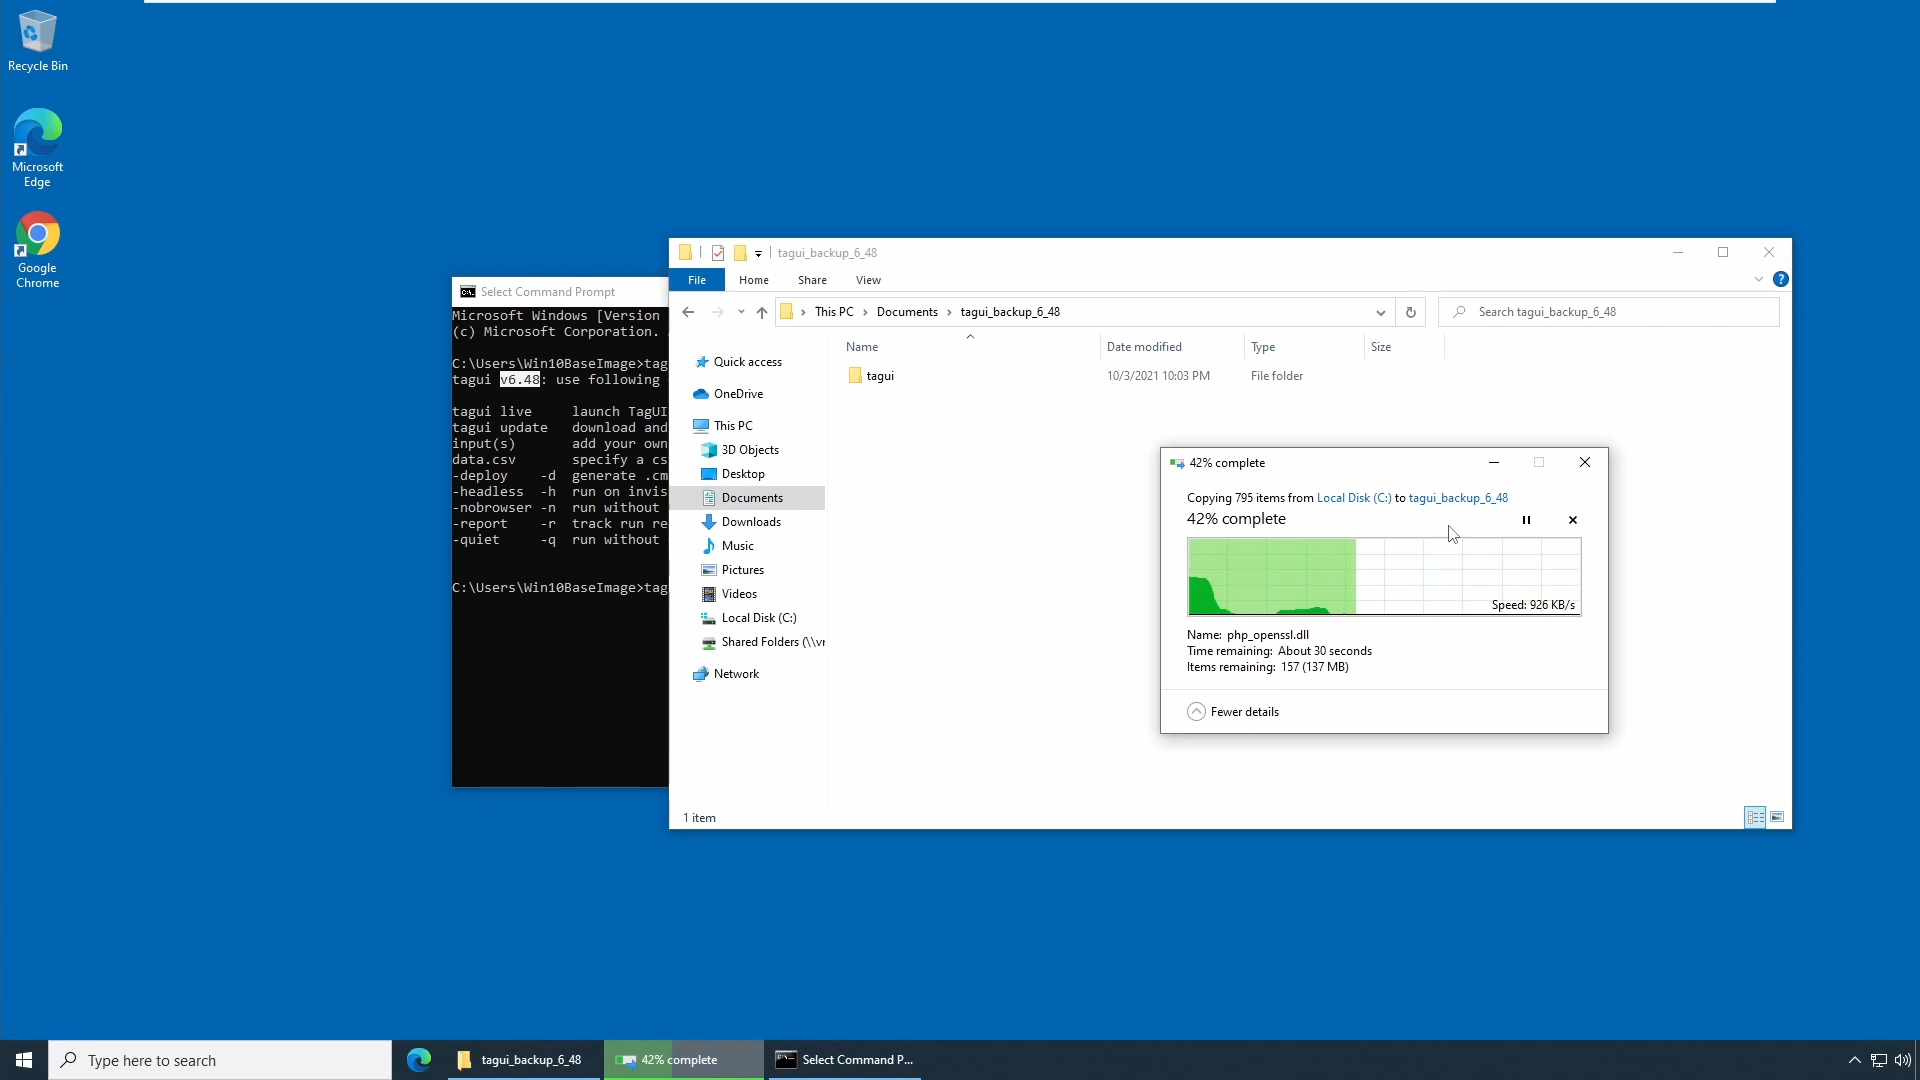 Recycle Bin
Microsoft
Edge
Google
Chrome
Select Command Prompt
Microsoft Windows [Version
(c) Microsoft Corporation.
C:\Users\Win10BaseImage>tag
tagui v6.48: use following
tagui live launch TagUI
tagui update download and
input(s) add your own
data.csv specify a cs
-deploy -d generate .cm
-headless -h run on invis
-nobrowser -n run without
-report -r track run re
-quiet -q run without
C:\Users\Win10BaseImage>tag
tagui_backup_6_48
File Home Share View
This PC Documents tagui_backup_6_48
Search tagui_backup_6_48
Name Date modified Type Size
tagui 10/3/2021 10:03 PM File folder
Quick access
OneDrive
This PC
3D Objects
Desktop
Documents
Downloads
Music
Pictures
Videos
Local Disk (C:)
Shared Folders (\\vr
Network
1 item
42% complete
Copying 795 items from Local Disk (C:) to tagui_backup_6_48
42% complete
Speed: 926 KB/s
Name: php_openssl.dll
Time remaining: About 30 seconds
Items remaining: 157 (137 MB)
Fewer details
Type here to search
tagui_backup_6_48
42% complete
Select Command P...